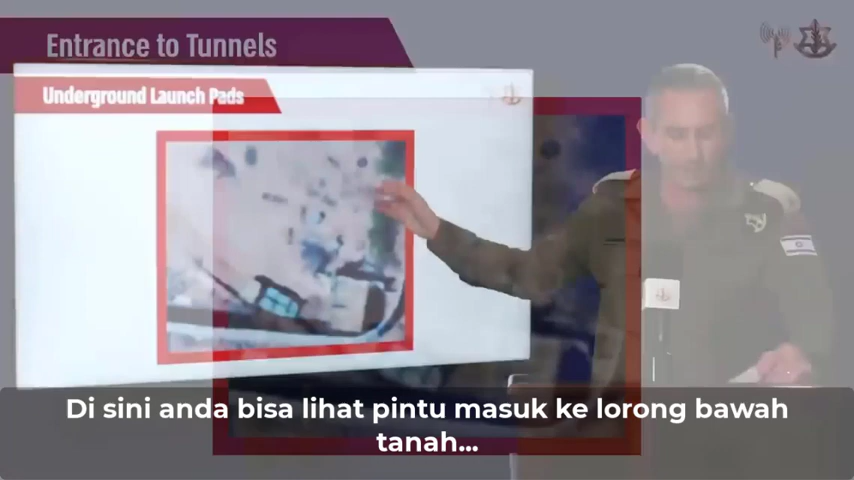 Entrance to Tunnels
Underground Launch Pads
Di sini anda bisa lihat pintu masuk ke lorong bawah
tanah...